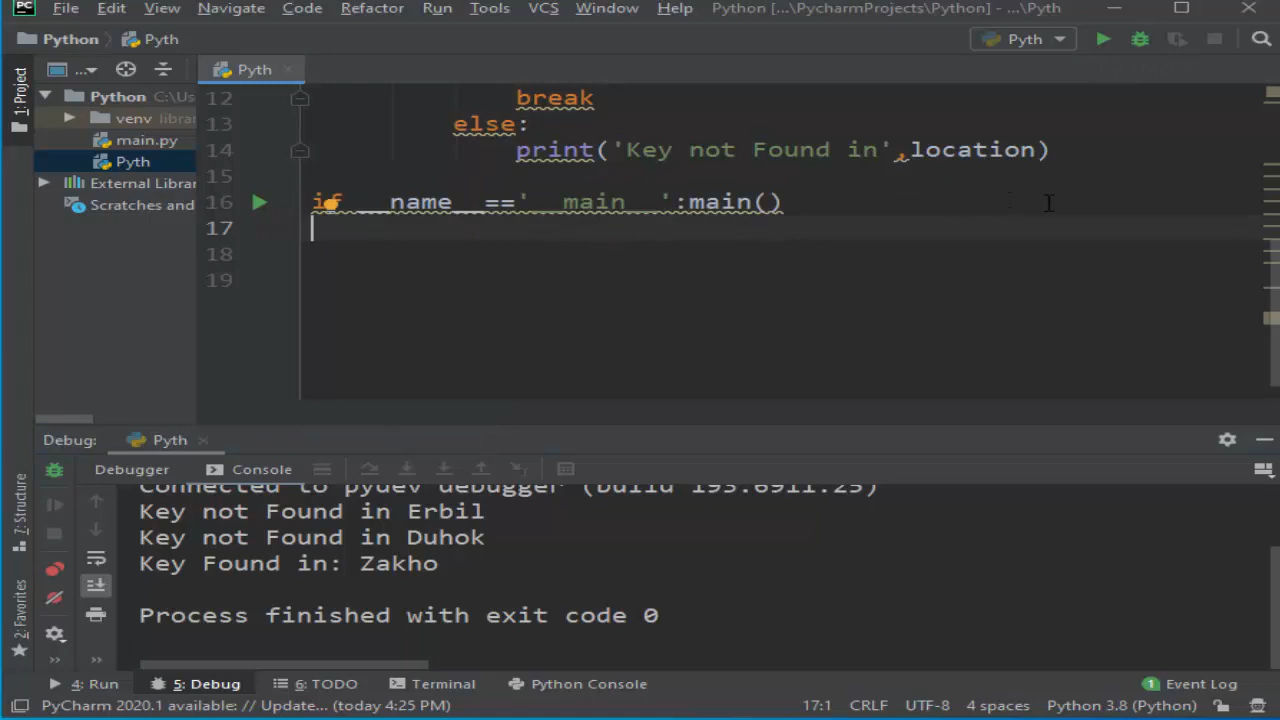 PC File Edit View Navigate Code Refactor Run Tools VCS Window Help Python [...\PycharmProjects\Python] - ...\Pyth
Python Pyth Pyth
1: Project ... Pyth
Python C:\Us
venv librar
main.py
Pyth
External Librar
Scratches and
12 break
13 else:
14 print('Key not Found in',location)
15
16 if __name__=='__main__':main()
17
18
19
Debug: Pyth
Debugger Console
Connected to pydev debugger (build 193.6911.25)
Key not Found in Erbil
Key not Found in Duhok
Key Found in: Zakho
Process finished with exit code 0
7: Structure
2: Favorites
4: Run 5: Debug 6: TODO Terminal Python Console 1 Event Log
PyCharm 2020.1 available: // Update... (today 4:25 PM) 17:1 CRLF UTF-8 4 spaces Python 3.8 (Python)